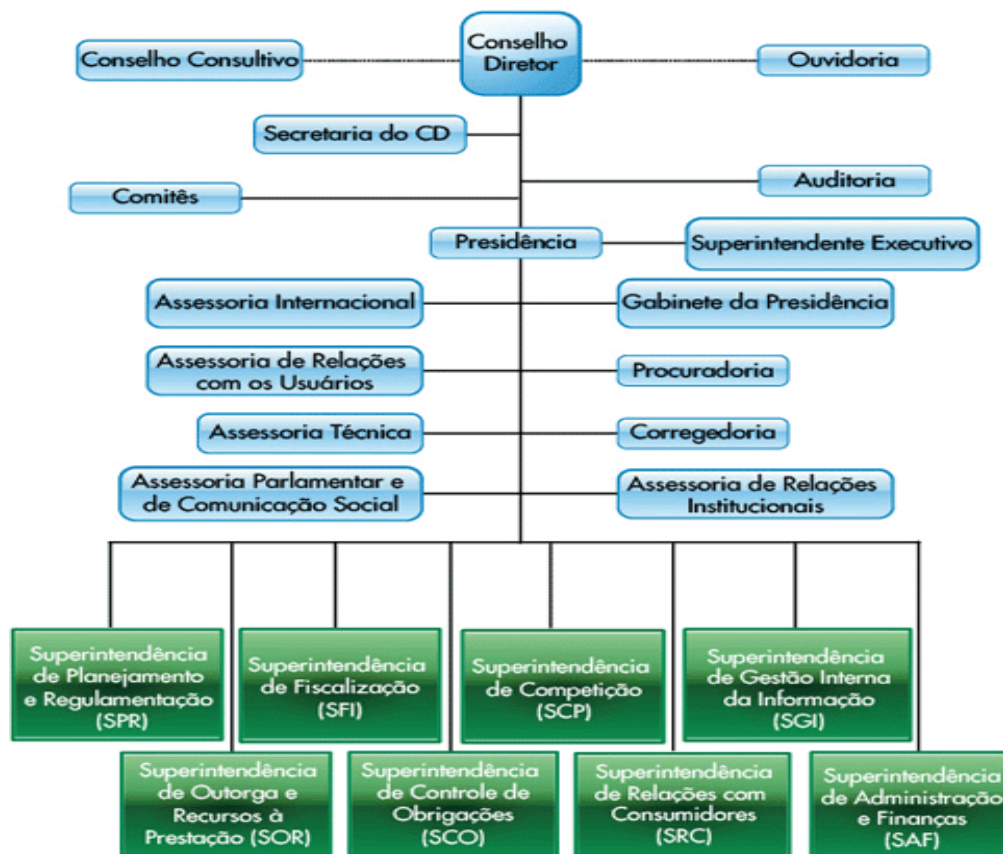 Conselho
Diretor
Conselho Consultivo
Ouvidoria
Secretaria do CD
Auditoria
Comitês
Presidência
Superintendente Executivo
Assessoria Internacional
Gabinete da Presidência
Assessoria de Relações
com os Usuários
Procuradoria
Assessoria Técnica
Corregedoria
Assessoria Parlamentar e
de Comunicação Social
Assessoria de Relações
Institucionais
Superintendência
de Planejamento
e Regulamentação
(SPR)
Superintendência
de Fiscalização
(SFI)
Superintendência
de Competição
(SCP)
Superintendência
de Gestão Interna
da Informação
(SGI)
Superintendência
de Outorga e
Recursos à
Prestação (SOR)
Superintendência
de Controle de
Obrigações
(SCO)
Superintendência
de Relações com
Consumidores
(SRC)
Superintendência
de Administração
e Finanças
(SAF)